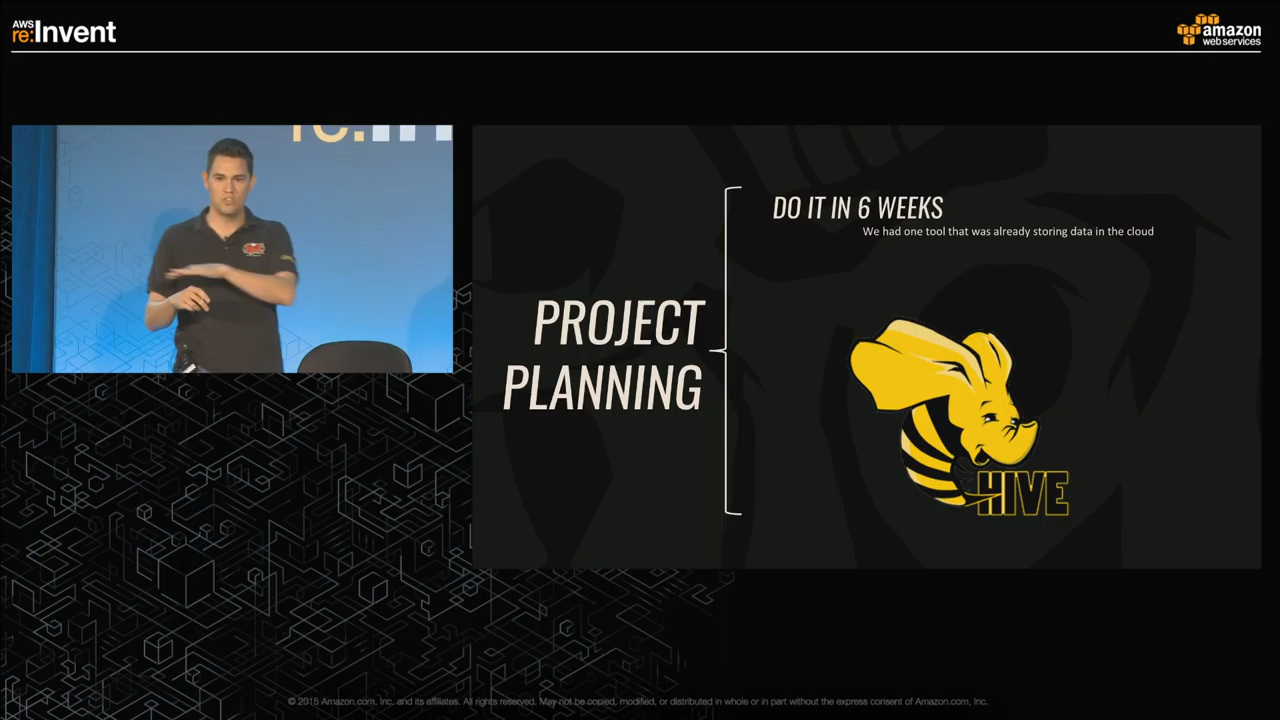 AWS
re:Invent
amazon
web services
re:In
DO IT IN 6 WEEKS
We had one tool that was already storing data in the cloud
PROJECT
PLANNING
HIVE
© 2015 Amazon.com, Inc. and its affiliates. All rights reserved. May not be copied, modified, or distributed in whole or in part without the express consent of Amazon.com, Inc.